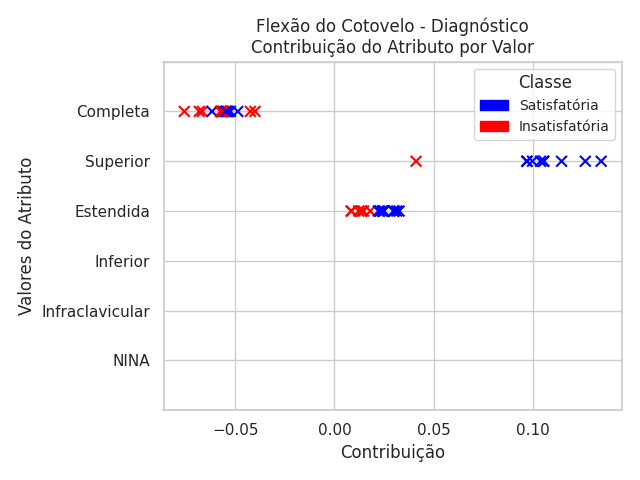 Flexão do Cotovelo - Diagnóstico
Contribuição do Atributo por Valor
Classe
Satisfatória
Insatisfatória
Valores do Atributo
Completa
Superior
Estendida
Inferior
Infraclavicular
NINA
−0.05
0.00
0.05
0.10
Contribuição